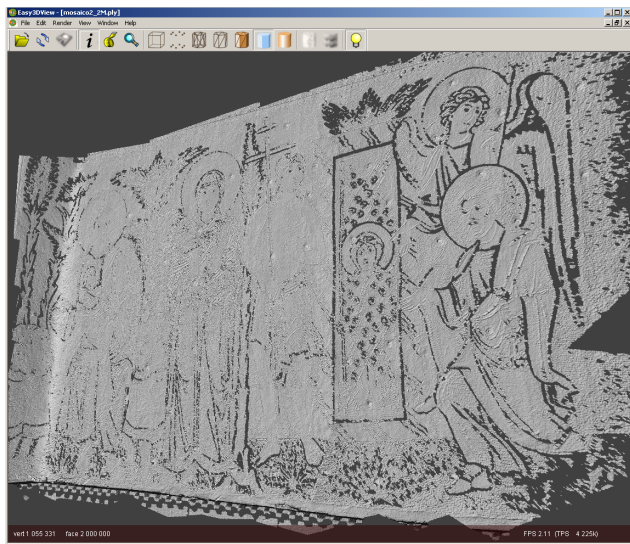 Easy3DView - [mosaico2_2M.ply]
File Edit Render View Window Help
vert 1 055 331 face 2 000 000 FPS 2.11 (TPS 4 225k)